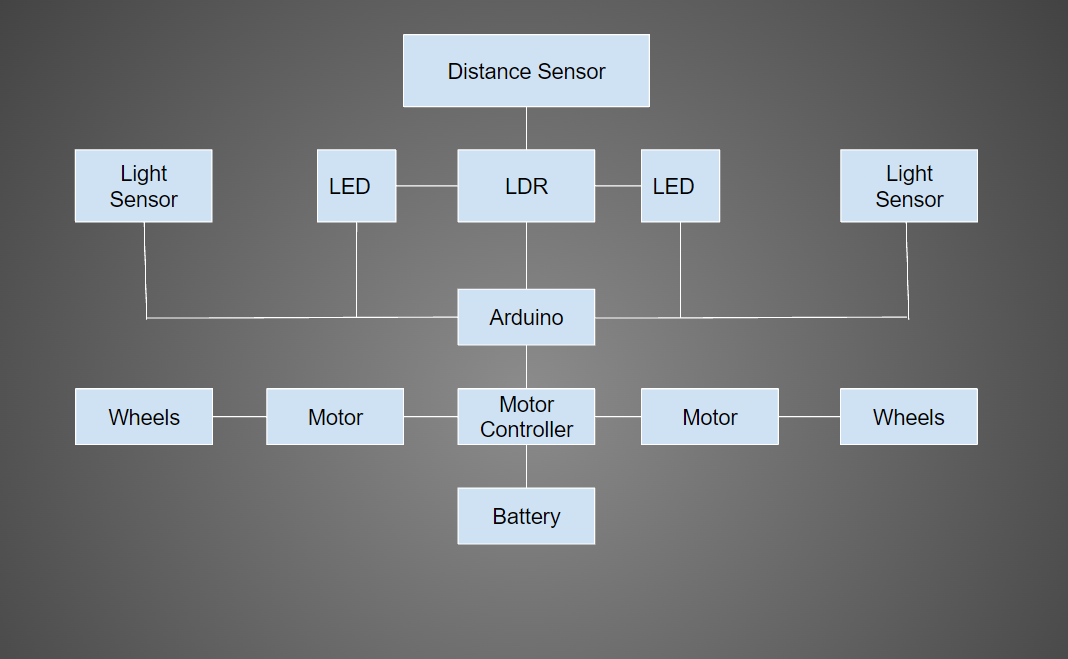 Distance Sensor
Light
Sensor
LED
LDR
LED
Light
Sensor
Arduino
Wheels
Motor
Motor
Controller
Motor
Wheels
Battery